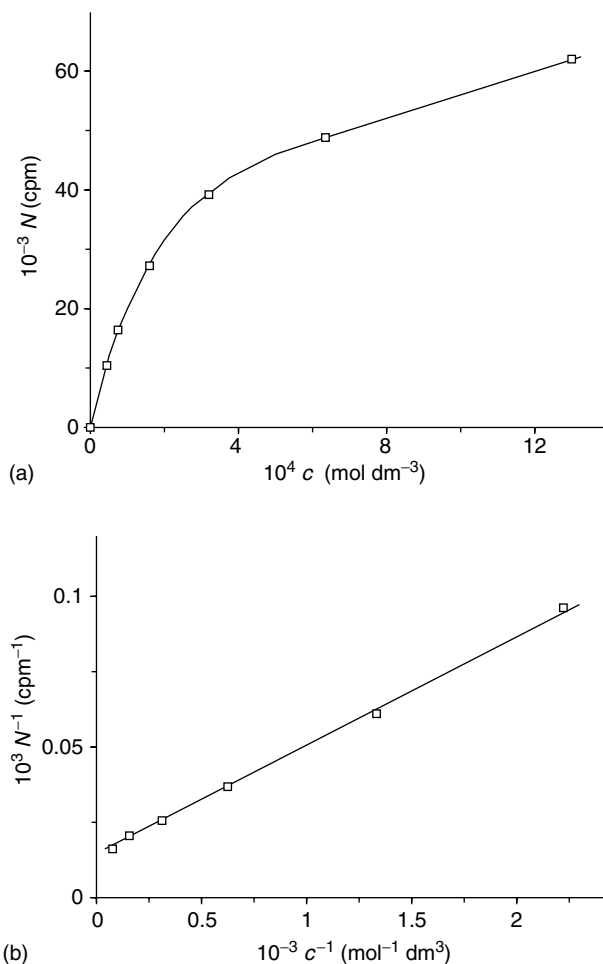 60
40
20
0
10⁻³ N (cpm)
0 4 8 12
10⁴ c (mol dm⁻³)
(a)
0.1
0.05
0
10³ N⁻¹ (cpm⁻¹)
0 0.5 1 1.5 2
10⁻³ c⁻¹ (mol⁻¹ dm³)
(b)